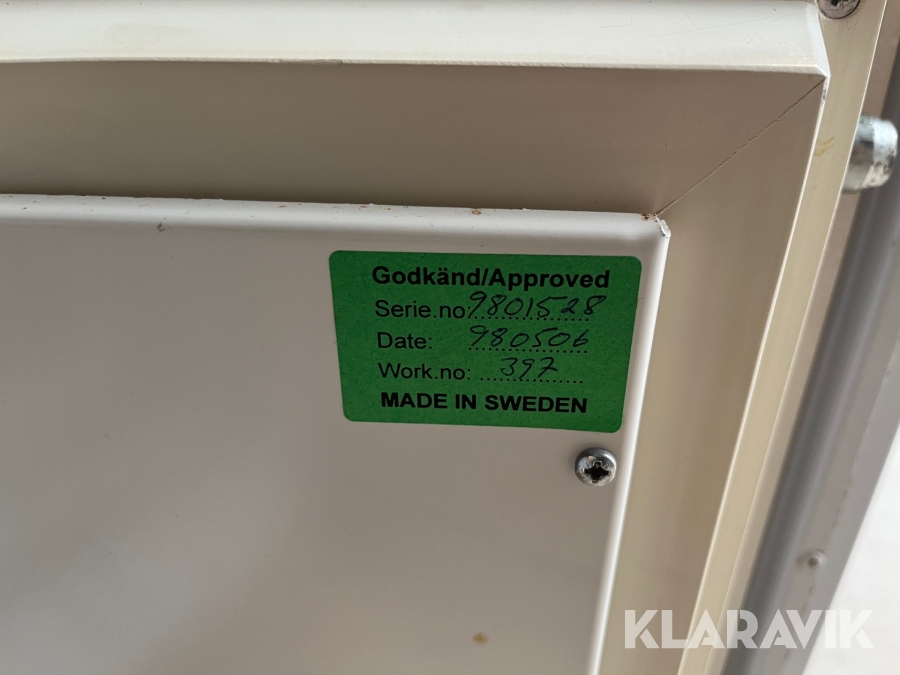 Godkänd/Approved
Serie.no: 9801528
Date: 980506
Work.no: 397
MADE IN SWEDEN
KLARAVIK